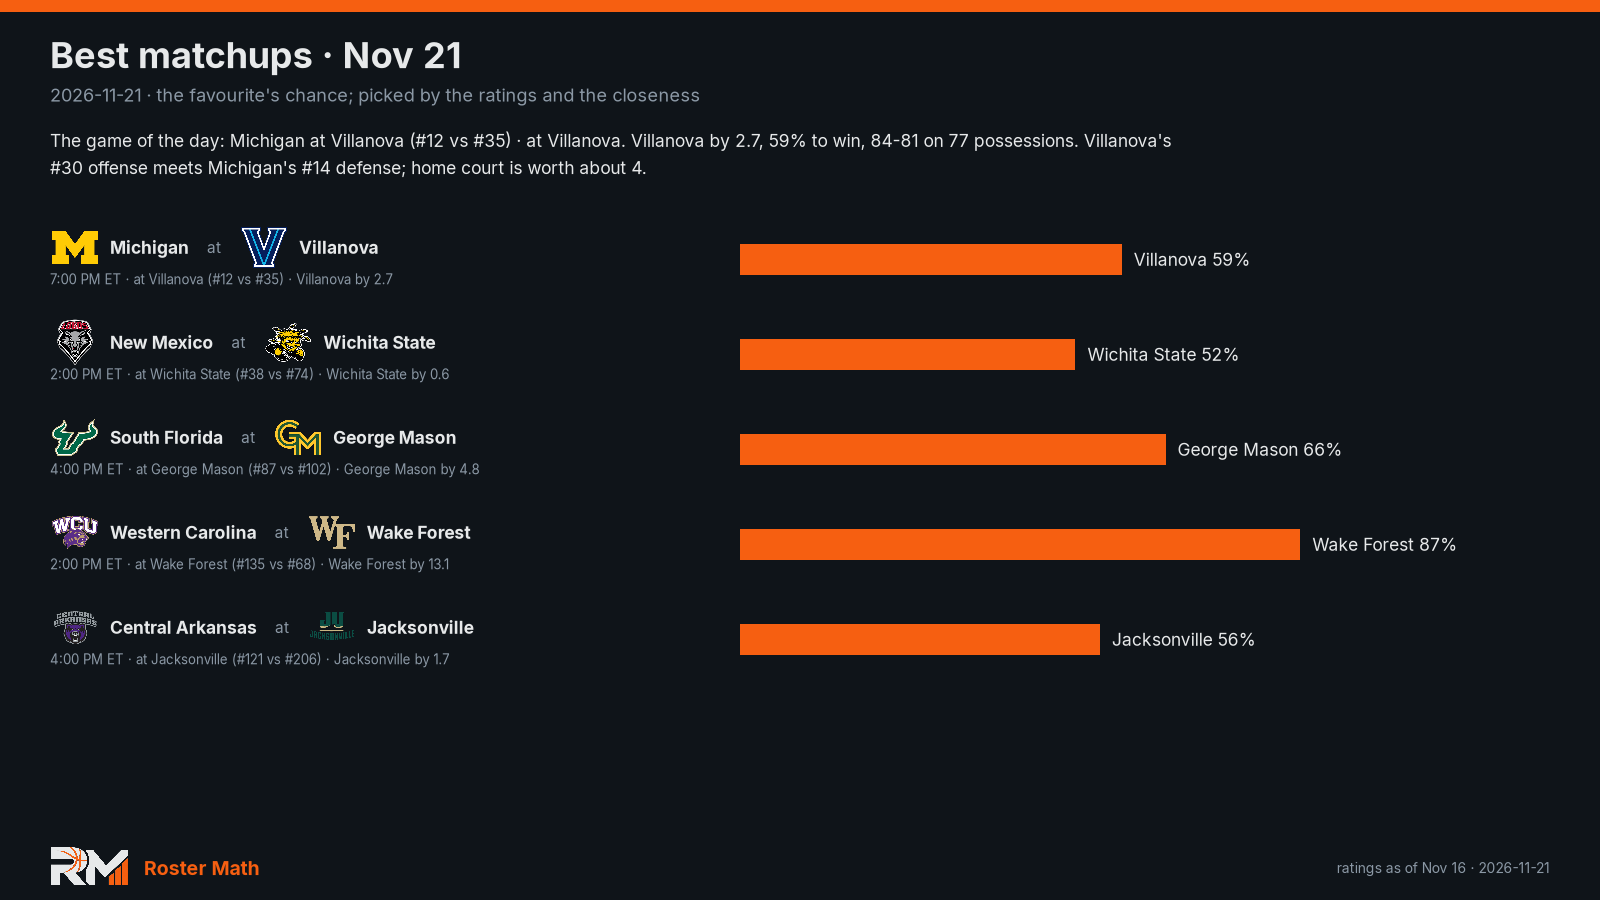 Best matchups · Nov 21
2026-11-21 · the favourite's chance; picked by the ratings and the closeness
The game of the day: Michigan at Villanova (#12 vs #35) · at Villanova. Villanova by 2.7, 59% to win, 84-81 on 77 possessions. Villanova's
#30 offense meets Michigan's #14 defense; home court is worth about 4.
M Michigan at V Villanova
Villanova 59%
7:00 PM ET · at Villanova (#12 vs #35) · Villanova by 2.7
New Mexico at Wichita State
Wichita State 52%
2:00 PM ET · at Wichita State (#38 vs #74) · Wichita State by 0.6
South Florida at GM George Mason
George Mason 66%
4:00 PM ET · at George Mason (#87 vs #102) · George Mason by 4.8
WCU Western Carolina at WF Wake Forest
Wake Forest 87%
2:00 PM ET · at Wake Forest (#135 vs #68) · Wake Forest by 13.1
CENTRAL ARKANSAS Central Arkansas at JU JACKSONVILLE Jacksonville
Jacksonville 56%
4:00 PM ET · at Jacksonville (#121 vs #206) · Jacksonville by 1.7
RM Roster Math
ratings as of Nov 16 · 2026-11-21